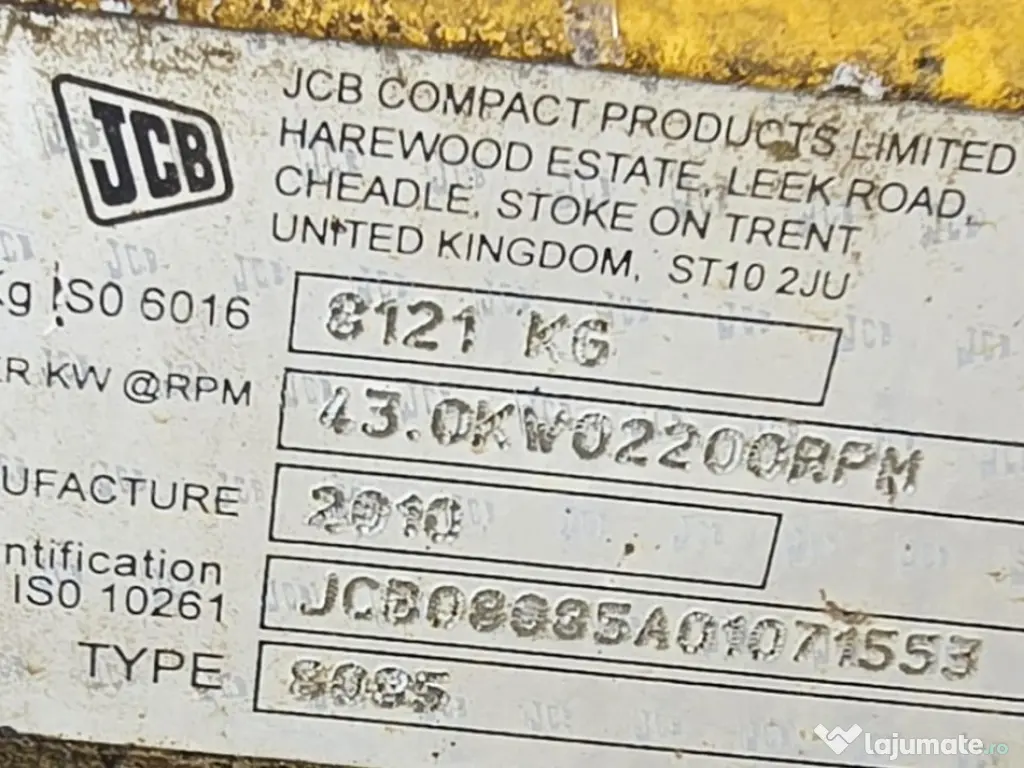 JCB
JCB COMPACT PRODUCTS LIMITED
HAREWOOD ESTATE, LEEK ROAD,
CHEADLE, STOKE ON TRENT,
UNITED KINGDOM, ST10 2JU
Kg ISO 6016 8121 KG
ER KW @RPM 43.0KW@2200RPM
UFACTURE 2010
ntification
ISO 10261 JCB08085A01071553
TYPE 8085
lajumate.ro